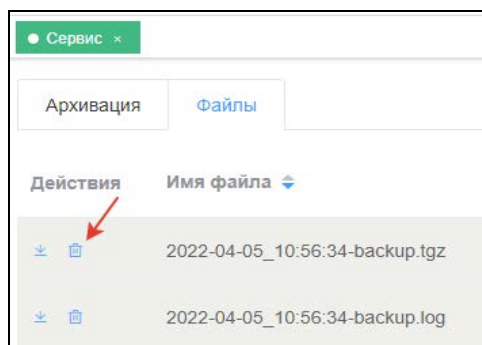 Сервис ×
Архивация Файлы
Действия Имя файла
2022-04-05_10:56:34-backup.tgz
2022-04-05_10:56:34-backup.log